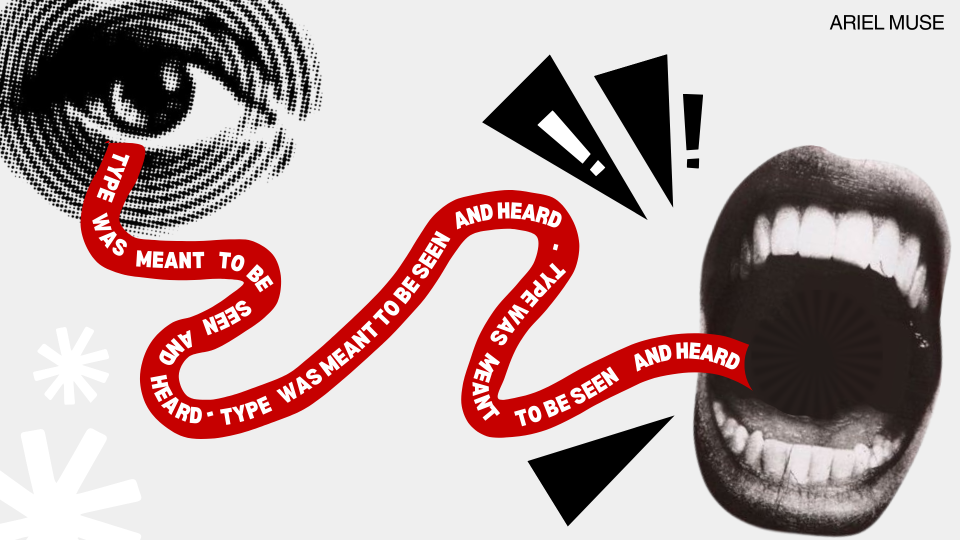 ARIEL MUSE
TYPE WAS MEANT TO BE SEEN AND HEARD - TYPE WAS MEANT TO BE SEEN AND HEARD - TYPE WAS MEANT TO BE SEEN AND HEARD
!
!